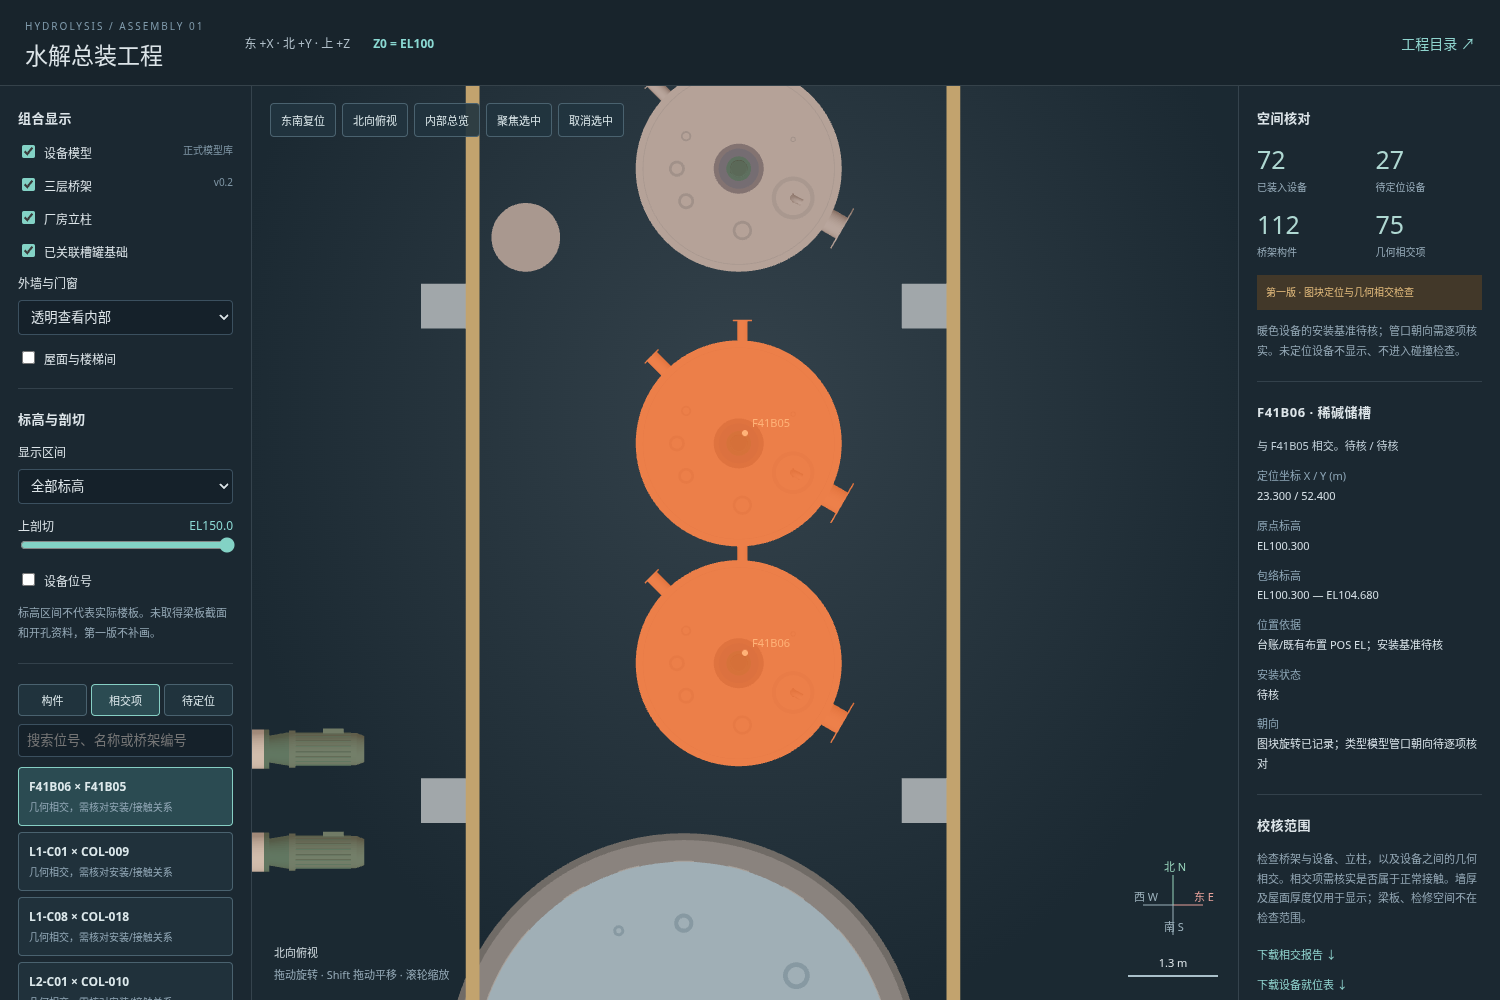 HYDROLYSIS / ASSEMBLY 01
水解总装工程
东 +X · 北 +Y · 上 +Z
Z0 = EL100
工程目录 ↗
组合显示
设备模型
正式模型库
三层桥架
v0.2
厂房立柱
已关联槽罐基础
外墙与门窗
透明查看内部
屋面与楼梯间
标高与剖切
显示区间
全部标高
上剖切
EL150.0
设备位号
标高区间不代表实际楼板。未取得梁板截面
和开孔资料，第一版不补画。
构件
相交项
待定位
搜索位号、名称或桥架编号
F41B06 × F41B05
几何相交，需核对安装/接触关系
L1-C01 × COL-009
几何相交，需核对安装/接触关系
L1-C08 × COL-018
几何相交，需核对安装/接触关系
L2-C01 × COL-010
东南复位
北向俯视
内部总览
聚焦选中
取消选中
F41B05
F41B06
北向俯视
拖动旋转 · Shift 拖动平移 · 滚轮缩放
北 N
西 W
东 E
南 S
1.3 m
空间核对
72
已装入设备
27
待定位设备
112
桥架构件
75
几何相交项
第一版 · 图块定位与几何相交检查
暖色设备的安装基准待核；管口朝向需逐项核
实。未定位设备不显示、不进入碰撞检查。
F41B06 · 稀碱储槽
与 F41B05 相交。待核 / 待核
定位坐标 X / Y (m)
23.300 / 52.400
原点标高
EL100.300
包络标高
EL100.300 — EL104.680
位置依据
台账/既有布置 POS EL；安装基准待核
安装状态
待核
朝向
图块旋转已记录；类型模型管口朝向待逐项核
对
校核范围
检查桥架与设备、立柱，以及设备之间的几何
相交。相交项需核实是否属于正常接触。墙厚
及屋面厚度仅用于显示；梁板、检修空间不在
检查范围。
下载相交报告 ↓
下载设备就位表 ↓